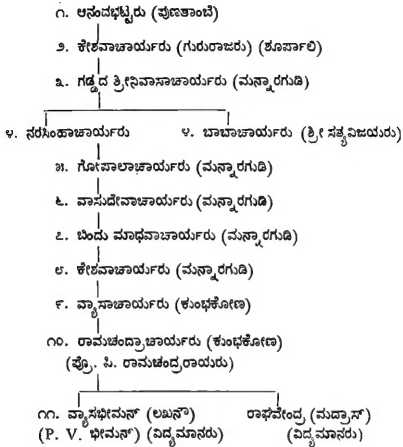 ೧. ಆನಂದಭಟ್ಟರು (ಪುಣತಾಂಬೆ)
೨. ಕೇಶವಾಚಾರ್ಯರು (ಗುರುರಾಜರು) (ಶೂರ್ಪಾಲಿ)
೩. ಗಡ್ಡದ ಶ್ರೀನಿವಾಸಾಚಾರ್ಯರು (ಮನ್ನಾರಗುಡಿ)
೪. ನರಸಿಂಹಾಚಾರ್ಯರು ೪. ಬಾಬಾಚಾರ್ಯರು (ಶ್ರೀ ಸತ್ಯವಿಜಯರು)
೫. ಗೋಪಾಲಾಚಾರ್ಯರು (ಮನ್ನಾರಗುಡಿ)
೬. ವಾಸುದೇವಾಚಾರ್ಯರು (ಮನ್ನಾರಗುಡಿ)
೭. ಬಿಂದು ಮಾಧವಾಚಾರ್ಯರು (ಮನ್ನಾರಗುಡಿ)
೮. ಕೇಶವಾಚಾರ್ಯರು (ಮನ್ನಾರಗುಡಿ)
೯. ವ್ಯಾಸಾಚಾರ್ಯರು (ಕುಂಭಕೋಣ)
೧೦. ರಾಮಚಂದ್ರಾಚಾರ್ಯರು (ಕುಂಭಕೋಣ)
(ಪ್ರೊ. ಸಿ. ರಾಮಚಂದ್ರರಾಯರು)
೧೧. ವ್ಯಾಸಭೀಮನ್ (ಲಖನೌ) ರಾಘವೇಂದ್ರ (ಮದ್ರಾಸ್)
(P. V. ಭೀಮನ್) (ವಿದ್ಯಮಾನರು) (ವಿದ್ಯಮಾನರು)